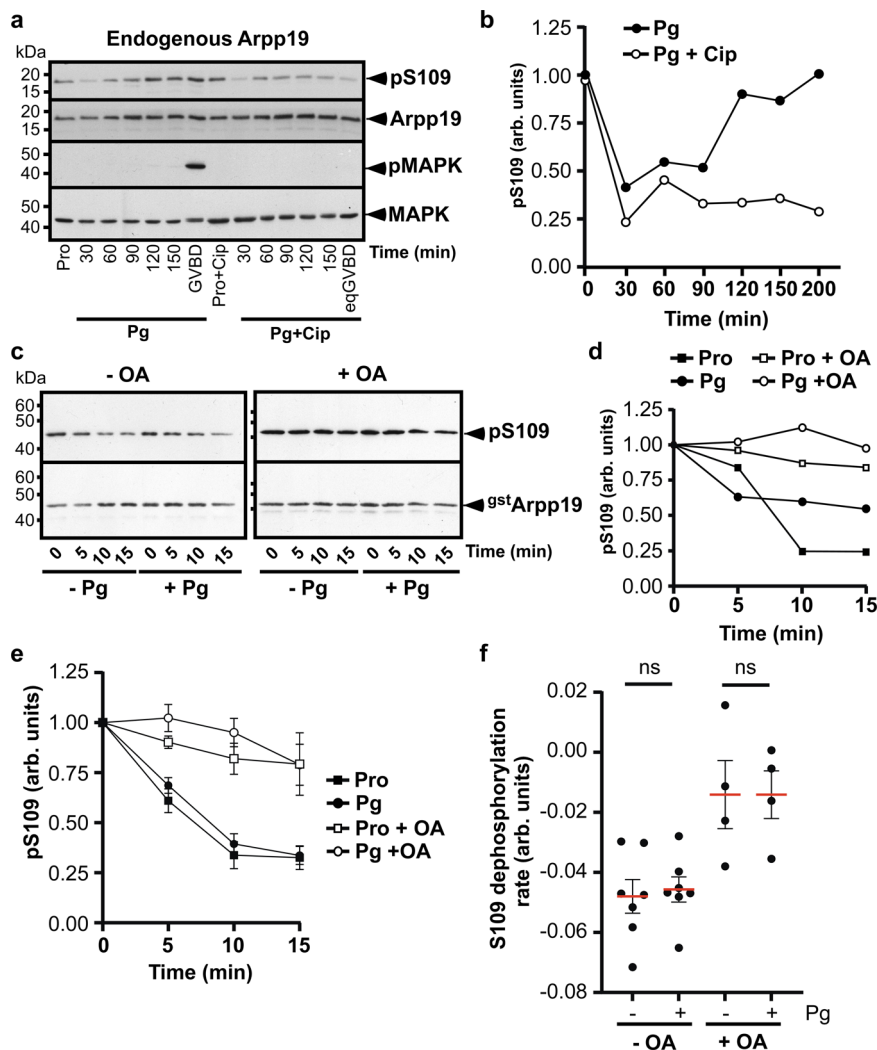 a
Endogenous Arpp19
kDa
20
15
pS109
20
15
Arpp19
50
40
pMAPK
50
40
MAPK
Pro 30 60 90 120 150 GVBD Pro+Cip 30 60 90 120 150 eqGVBD Time (min)
Pg Pg+Cip
b
Pg
Pg + Cip
pS109 (arb. units)
1.25
1.00
0.75
0.50
0.25
0.00
0 30 60 90 120 150 200
Time (min)
c
- OA + OA
kDa
60
50
40
pS109
60
50
40
gstArpp19
0 5 10 15 0 5 10 15 0 5 10 15 0 5 10 15 Time (min)
- Pg + Pg - Pg + Pg
d
Pro Pro + OA
Pg Pg +OA
pS109 (arb. units)
1.25
1.00
0.75
0.50
0.25
0.00
0 5 10 15
Time (min)
e
pS109 (arb. units)
1.25
1.00
0.75
0.50
0.25
0.00
0 5 10 15
Time (min)
Pro
Pg
Pro + OA
Pg +OA
f
ns ns
S109 dephosphorylation
rate (arb. units)
0.02
0.00
-0.02
-0.04
-0.06
-0.08
- + - + Pg
- OA + OA